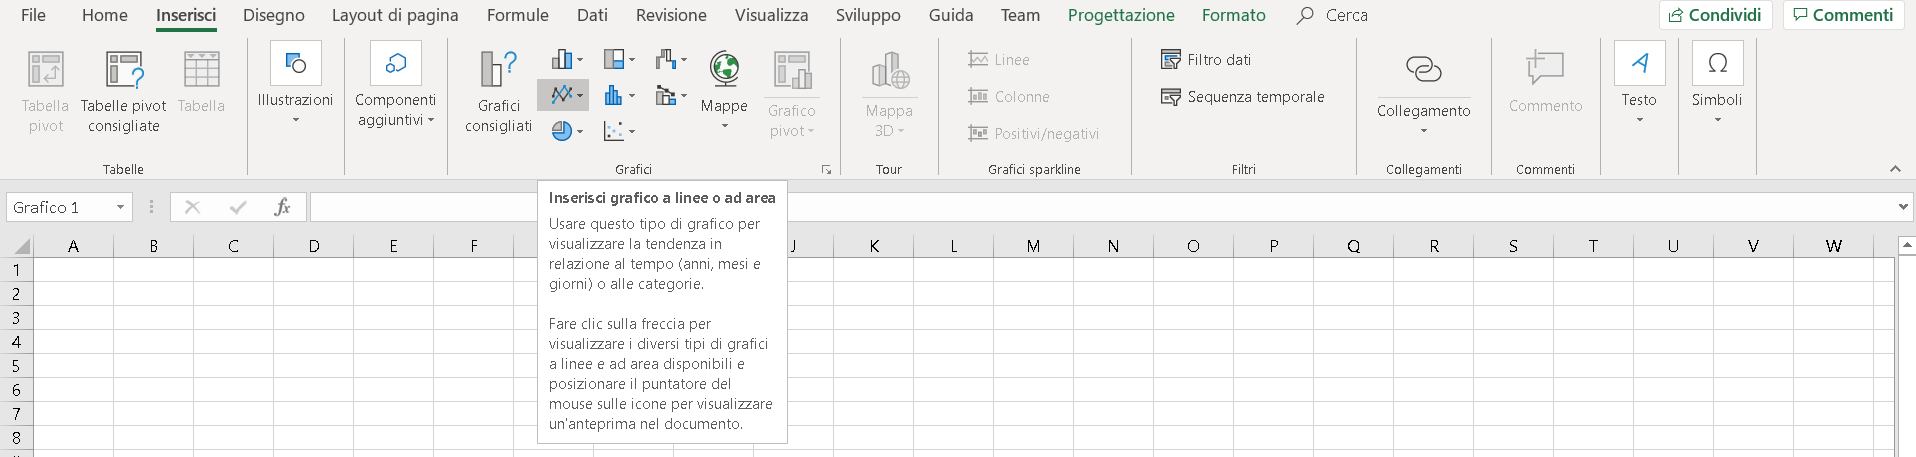 File Home Inserisci Disegno Layout di pagina Formule Dati Revisione Visualizza Sviluppo Guida Team Progettazione Formato Cerca Condividi Commenti
Tabella pivot
Tabelle pivot consigliate
Tabella
Tabelle
Illustrazioni
Componenti aggiuntivi
Grafici consigliati
Mappe
Grafico pivot
Grafici
Mappa 3D
Tour
Linee
Colonne
Positivi/negativi
Grafici sparkline
Filtro dati
Sequenza temporale
Filtri
Collegamento
Collegamenti
Commento
Commenti
Testo
Ω
Simboli
Grafico 1
fx
Inserisci grafico a linee o ad area
Usare questo tipo di grafico per
visualizzare la tendenza in
relazione al tempo (anni, mesi e
giorni) o alle categorie.
Fare clic sulla freccia per
visualizzare i diversi tipi di grafici
a linee e ad area disponibili e
posizionare il puntatore del
mouse sulle icone per visualizzare
un'anteprima nel documento.
A B C D E F J K L M N O P Q R S T U V W
1
2
3
4
5
6
7
8